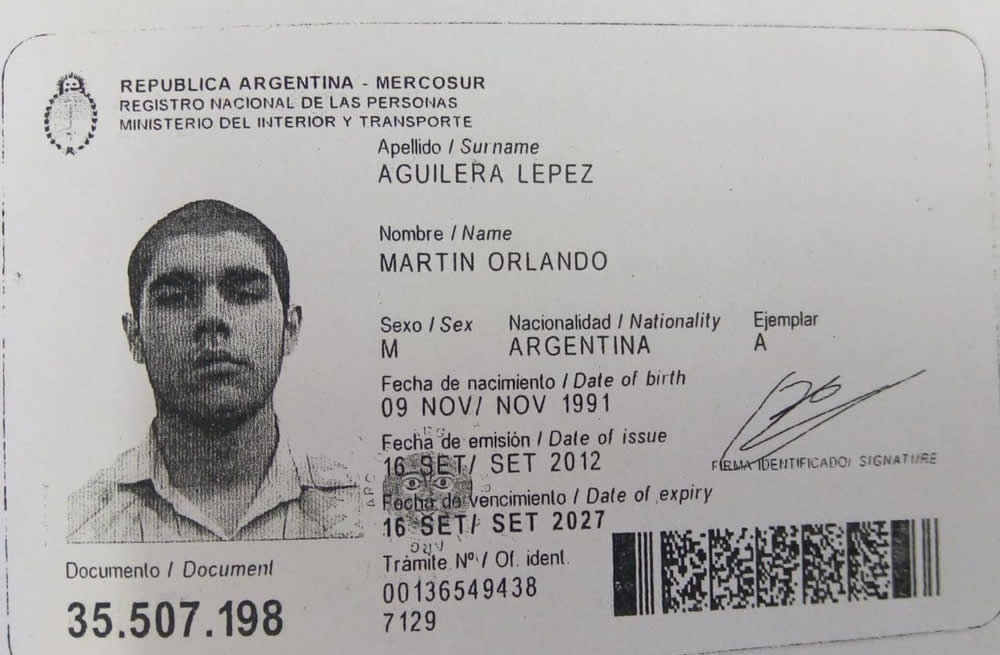 REPUBLICA ARGENTINA - MERCOSUR
REGISTRO NACIONAL DE LAS PERSONAS
MINISTERIO DEL INTERIOR Y TRANSPORTE
Apellido / Surname
AGUILERA LEPEZ
Nombre / Name
MARTIN ORLANDO
Sexo / Sex Nacionalidad / Nationality Ejemplar
M ARGENTINA A
Fecha de nacimiento / Date of birth
09 NOV/ NOV 1991
Fecha de emisión / Date of issue
16 SET/ SET 2012
FIRMA IDENTIFICADO/ SIGNATURE
Fecha de vencimiento / Date of expiry
16 SET/ SET 2027
Documento / Document
35.507.198
Trámite Nº / Of. ident.
00136549438
7129